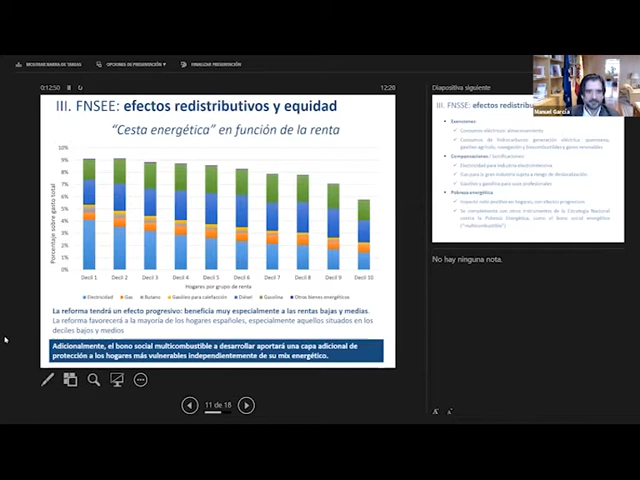 MOSTRAR BARRA DE TAREAS
OPCIONES DE PRESENTACIÓN ▾
FINALIZAR PRESENTACIÓN
0:12:50
12:20
III. FNSEE: efectos redistributivos y equidad
"Cesta energética" en función de la renta
Porcentaje sobre gasto total
10%
9%
8%
7%
6%
5%
4%
3%
2%
1%
0%
Decil 1 Decil 2 Decil 3 Decil 4 Decil 5 Decil 6 Decil 7 Decil 8 Decil 9 Decil 10
Hogares por grupo de renta
Electricidad Gas Butano Gasóleo para calefacción Diésel Gasolina Otros bienes energéticos
La reforma tendrá un efecto progresivo: beneficia muy especialmente a las rentas bajas y medias.
La reforma favorecerá a la mayoría de los hogares españoles, especialmente aquellos situados en los
deciles bajos y medios
Adicionalmente, el bono social multicombustible a desarrollar aportará una capa adicional de
protección a los hogares más vulnerables independientemente de su mix energético.
11 de 18
Diapositiva siguiente
Manuel García
III. FNSSE: efectos redistrib
Exenciones
Consumos eléctricos almacenamiento
Consumos de hidrocarburos: generación eléctrica, queroseno,
gasóleo agrícola, navegación y biocombustibles y gases renovables
Compensaciones / bonificaciones
Electricidad para industria electrointensiva
Gas para la gran industria sujeta a riesgo de deslocalización
Gasóleo y gasolina para usos profesionales
Pobreza energética
Impacto neto positivo en hogares, con efectos progresivo
Se complementa con otros instrumentos de la Estrategia Nacional
contra la Pobreza Energética, como el bono social energético
("multicombustible")
No hay ninguna nota.